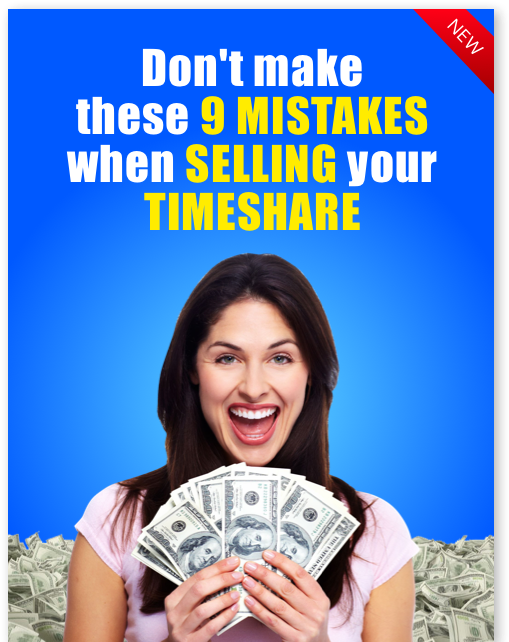 NEW
Don't make
these 9 MISTAKES
when SELLING your
TIMESHARE